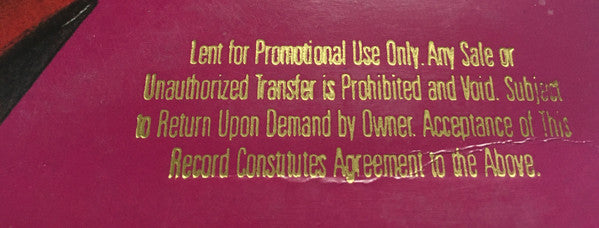 Lent for Promotional Use Only. Any Sale or
Unauthorized Transfer is Prohibited and Void. Subject
to Return Upon Demand by Owner. Acceptance of This
Record Constitutes Agreement to the Above.